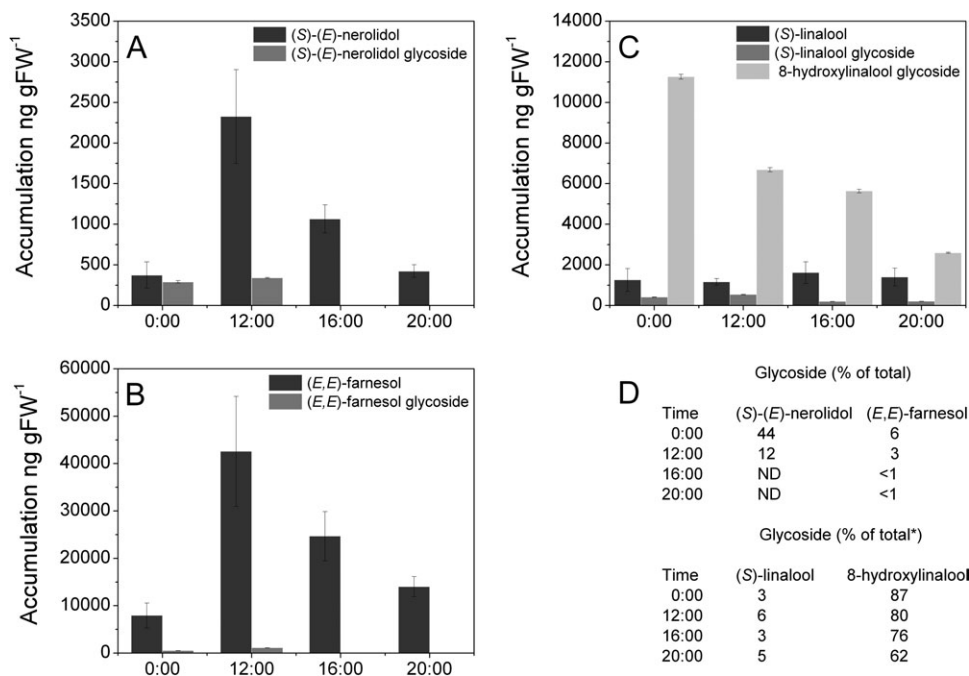 A
(S)-(E)-nerolidol
(S)-(E)-nerolidol glycoside
Accumulation ng gFW⁻¹
3500
3000
2500
2000
1500
1000
500
0
0:00 12:00 16:00 20:00
B
(E,E)-farnesol
(E,E)-farnesol glycoside
Accumulation ng gFW⁻¹
60000
50000
40000
30000
20000
10000
0
0:00 12:00 16:00 20:00
C
(S)-linalool
(S)-linalool glycoside
8-hydroxylinalool glycoside
Accumulation ng gFW⁻¹
14000
12000
10000
8000
6000
4000
2000
0
0:00 12:00 16:00 20:00
D
Glycoside (% of total)
Time (S)-(E)-nerolidol (E,E)-farnesol
0:00 44 6
12:00 12 3
16:00 ND <1
20:00 ND <1
Glycoside (% of total*)
Time (S)-linalool 8-hydroxylinalool
0:00 3 87
12:00 6 80
16:00 3 76
20:00 5 62